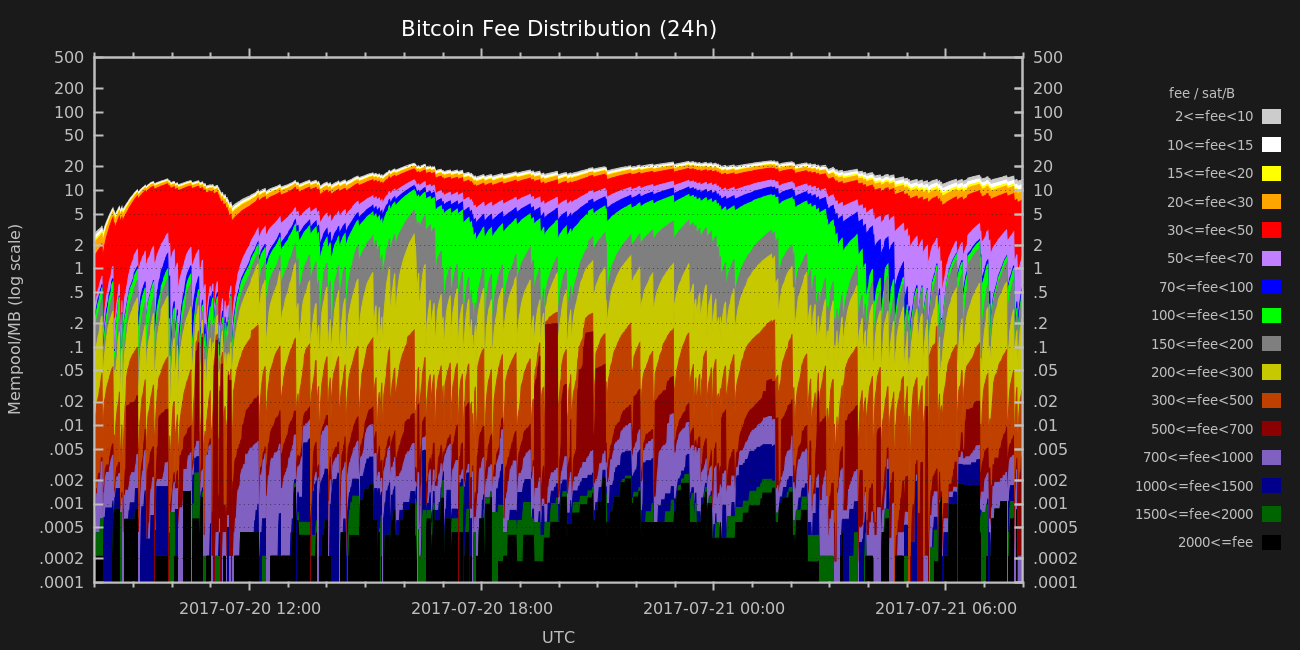 Bitcoin Fee Distribution (24h)
Mempool/MB (log scale)
500
200
100
50
20
10
5
2
1
.5
.2
.1
.05
.02
.01
.005
.002
.001
.0005
.0002
.0001
500
200
100
50
20
10
5
2
1
.5
.2
.1
.05
.02
.01
.005
.002
.001
.0005
.0002
.0001
2017-07-20 12:00
2017-07-20 18:00
2017-07-21 00:00
2017-07-21 06:00
UTC
fee / sat/B
2<=fee<10
10<=fee<15
15<=fee<20
20<=fee<30
30<=fee<50
50<=fee<70
70<=fee<100
100<=fee<150
150<=fee<200
200<=fee<300
300<=fee<500
500<=fee<700
700<=fee<1000
1000<=fee<1500
1500<=fee<2000
2000<=fee